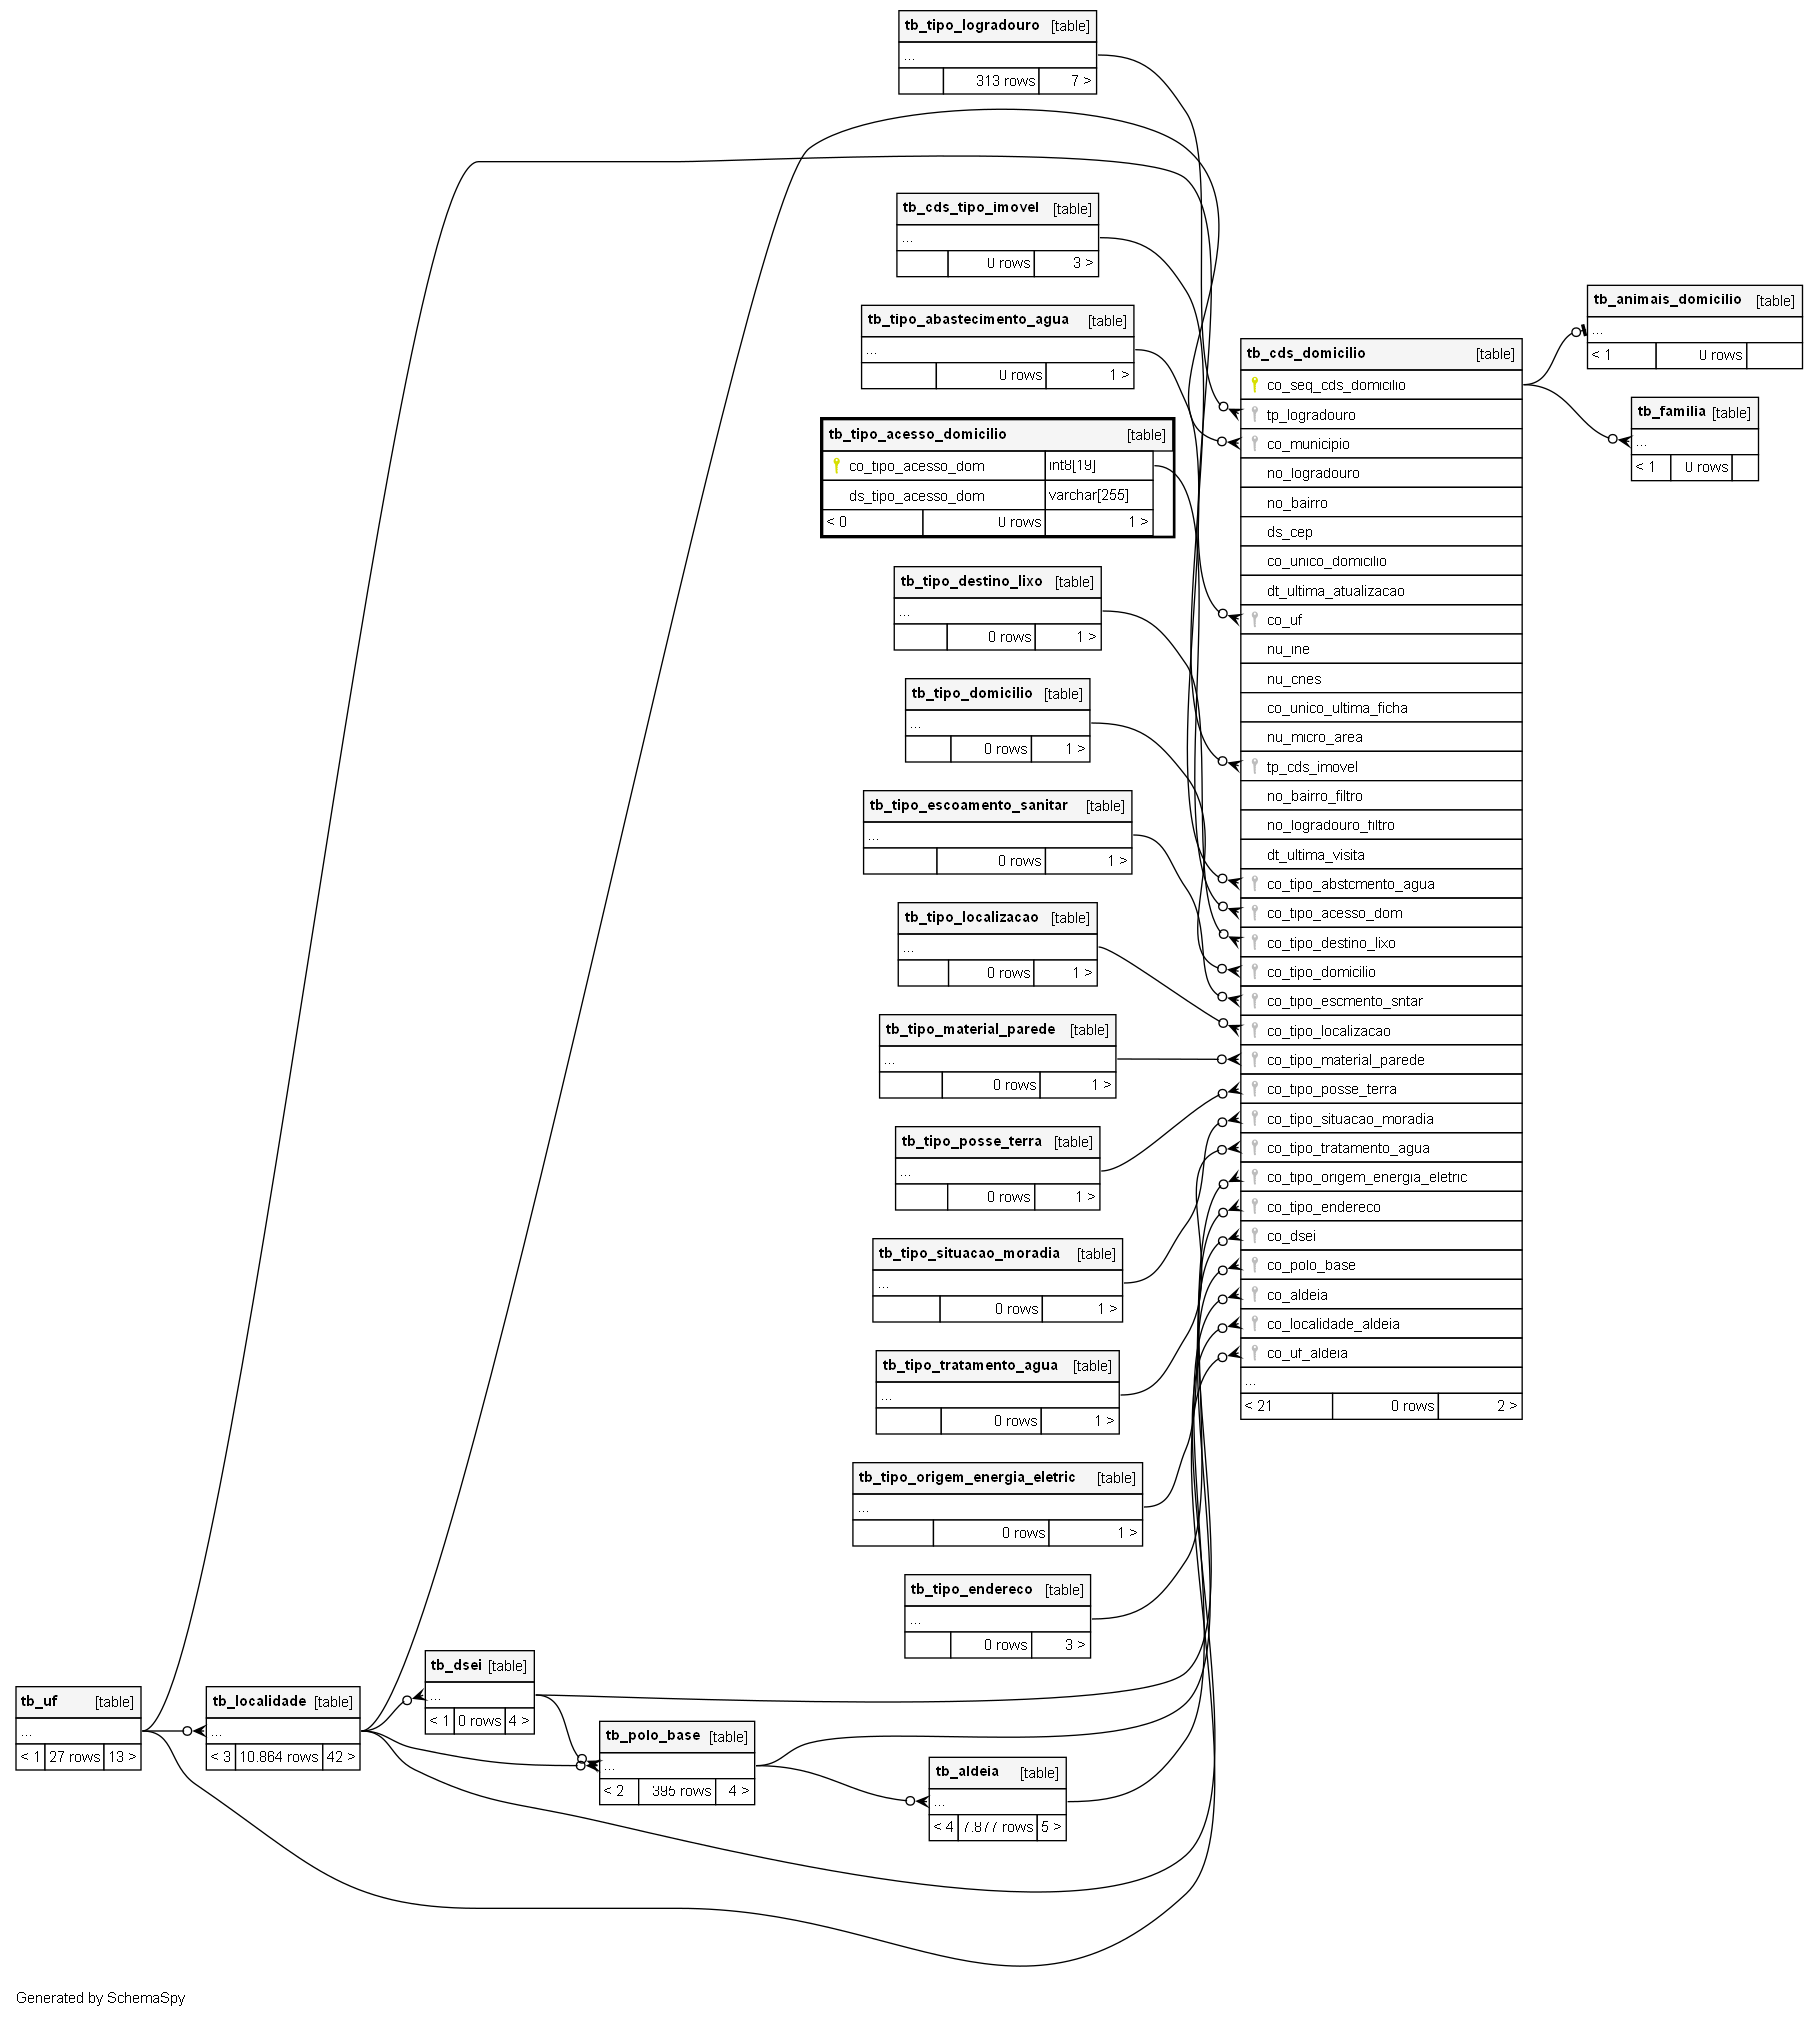 tb_tipo_logradouro [table]
...
313 rows 7 >
tb_cds_tipo_imovel [table]
...
0 rows 3 >
tb_tipo_abastecimento_agua [table]
...
0 rows 1 >
tb_tipo_acesso_domicilio [table]
co_tipo_acesso_dom int8[19]
ds_tipo_acesso_dom varchar[255]
< 0 0 rows 1 >
tb_tipo_destino_lixo [table]
...
0 rows 1 >
tb_tipo_domicilio [table]
...
0 rows 1 >
tb_tipo_escoamento_sanitar [table]
...
0 rows 1 >
tb_tipo_localizacao [table]
...
0 rows 1 >
tb_tipo_material_parede [table]
...
0 rows 1 >
tb_tipo_posse_terra [table]
...
0 rows 1 >
tb_tipo_situacao_moradia [table]
...
0 rows 1 >
tb_tipo_tratamento_agua [table]
...
0 rows 1 >
tb_tipo_origem_energia_eletric [table]
...
0 rows 1 >
tb_tipo_endereco [table]
...
0 rows 3 >
tb_uf [table]
...
< 1 27 rows 13 >
tb_localidade [table]
...
< 3 10.864 rows 42 >
tb_dsei [table]
...
< 1 0 rows 4 >
tb_polo_base [table]
...
< 2 395 rows 4 >
tb_aldeia [table]
...
< 4 7.877 rows 5 >
tb_cds_domicilio [table]
co_seq_cds_domicilio
tp_logradouro
co_municipio
no_logradouro
no_bairro
ds_cep
co_unico_domicilio
dt_ultima_atualizacao
co_uf
nu_ine
nu_cnes
co_unico_ultima_ficha
nu_micro_area
tp_cds_imovel
no_bairro_filtro
no_logradouro_filtro
dt_ultima_visita
co_tipo_abstcmento_agua
co_tipo_acesso_dom
co_tipo_destino_lixo
co_tipo_domicilio
co_tipo_escmento_sntar
co_tipo_localizacao
co_tipo_material_parede
co_tipo_posse_terra
co_tipo_situacao_moradia
co_tipo_tratamento_agua
co_tipo_origem_energia_eletric
co_tipo_endereco
co_dsei
co_polo_base
co_aldeia
co_localidade_aldeia
co_uf_aldeia
...
< 21 0 rows 2 >
tb_animais_domicilio [table]
...
< 1 0 rows
tb_familia [table]
...
< 1 0 rows
Generated by SchemaSpy